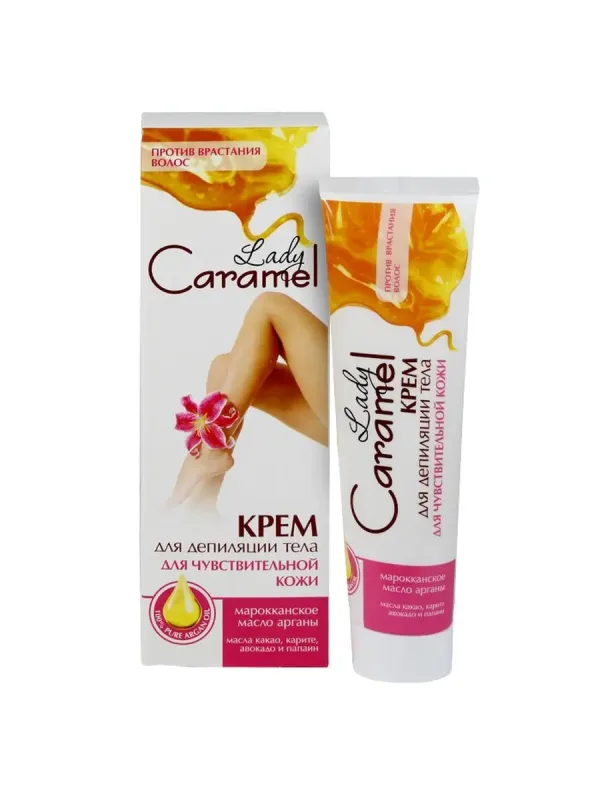 ПРОТИВ ВРАСТАНИЯ
ВОЛОС
Lady
Caramel
КРЕМ
ДЛЯ ДЕПИЛЯЦИИ ТЕЛА
ДЛЯ ЧУВСТВИТЕЛЬНОЙ
КОЖИ
100% PURE ARGAN OIL
марокканское
масло арганы
масла какао, карите,
авокадо и папаин
ПРОТИВ ВРАСТАНИЯ
ВОЛОС
Lady
Caramel
КРЕМ
ДЛЯ ДЕПИЛЯЦИИ ТЕЛА
ДЛЯ ЧУВСТВИТЕЛЬНОЙ КОЖИ
марокканское
масло арганы
масла какао, карите,
авокадо и папаин